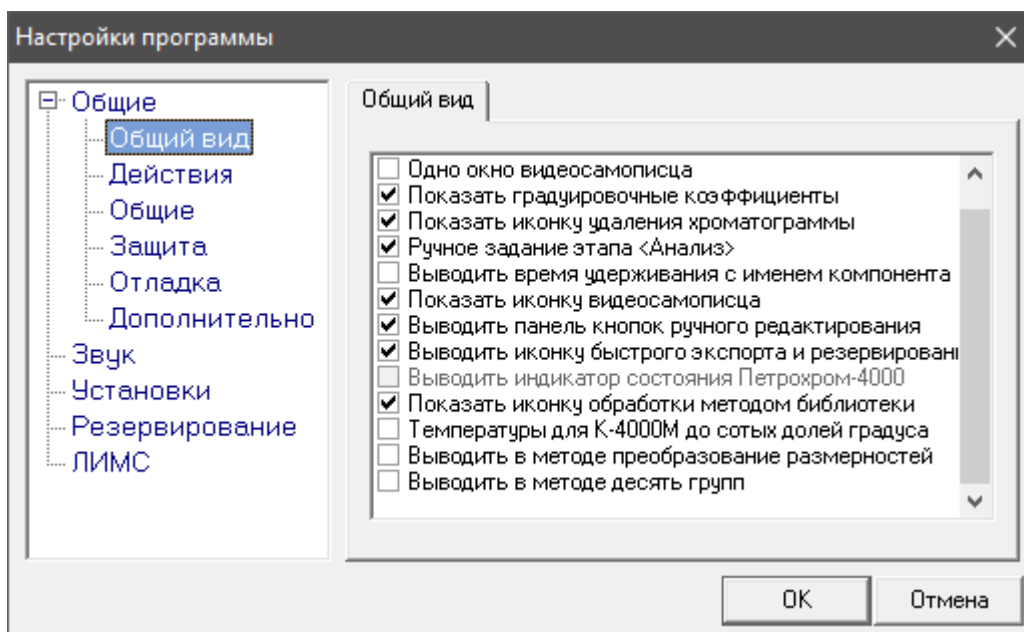 Настройки программы
Общие
Общий вид
Действия
Общие
Защита
Отладка
Дополнительно
Звук
Установки
Резервирование
ЛИМС
Общий вид
Одно окно видеосамописца
Показать градуировочные коэффициенты
Показать иконку удаления хроматограммы
Ручное задание этапа <Анализ>
Выводить время удерживания с именем компонента
Показать иконку видеосамописца
Выводить панель кнопок ручного редактирования
Выводить иконку быстрого экспорта и резервировани
Выводить индикатор состояния Петрохром-4000
Показать иконку обработки методом библиотеки
Температуры для К-4000М до сотых долей градуса
Выводить в методе преобразование размерностей
Выводить в методе десять групп
OK
Отмена